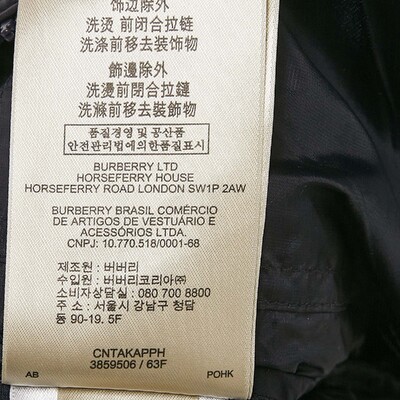 饰边除外
洗烫 前闭合拉链
洗涤前移去装饰物
飾邊除外
洗燙前閉合拉鏈
洗滌前移去裝飾物
품질경영 및 공산품
안전관리법에의한품질표시
BURBERRY LTD
HORSEFERRY HOUSE
HORSEFERRY ROAD LONDON SW1P 2AW
BURBERRY BRASIL COMÉRCIO
DE ARTIGOS DE VESTUÁRIO E
ACESSÓRIOS LTDA.
CNPJ: 10.770.518/0001-68
제조원 : 버버리
수입원 : 버버리코리아㈜
소비자상담실 : 080 700 8800
주 소 : 서울시 강남구 청담
동 90-19. 5F
CNTAKAPPH
3859506 / 63F
AB POHK